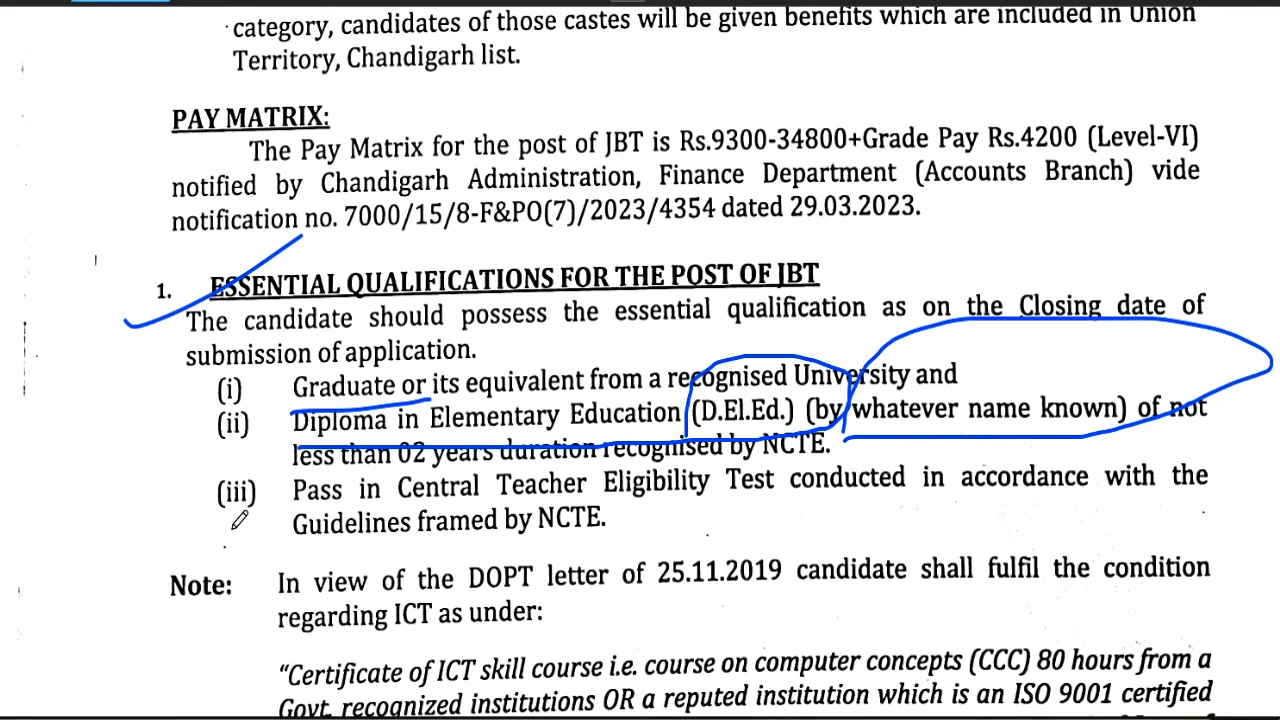 category, candidates of those castes will be given benefits which are included in Union
Territory, Chandigarh list.
PAY MATRIX:
The Pay Matrix for the post of JBT is Rs.9300-34800+Grade Pay Rs.4200 (Level-VI)
notified by Chandigarh Administration, Finance Department (Accounts Branch) vide
notification no. 7000/15/8-F&PO(7)/2023/4354 dated 29.03.2023.
1. ESSENTIAL QUALIFICATIONS FOR THE POST OF JBT
The candidate should possess the essential qualification as on the Closing date of
submission of application.
(i) Graduate or its equivalent from a recognised University and
(ii) Diploma in Elementary Education (D.El.Ed.) (by whatever name known) of not
less than 02 years duration recognised by NCTE.
(iii) Pass in Central Teacher Eligibility Test conducted in accordance with the
Guidelines framed by NCTE.
Note: In view of the DOPT letter of 25.11.2019 candidate shall fulfil the condition
regarding ICT as under:
“Certificate of ICT skill course i.e. course on computer concepts (CCC) 80 hours from a
Govt. recognized institutions OR a reputed institution which is an ISO 9001 certified